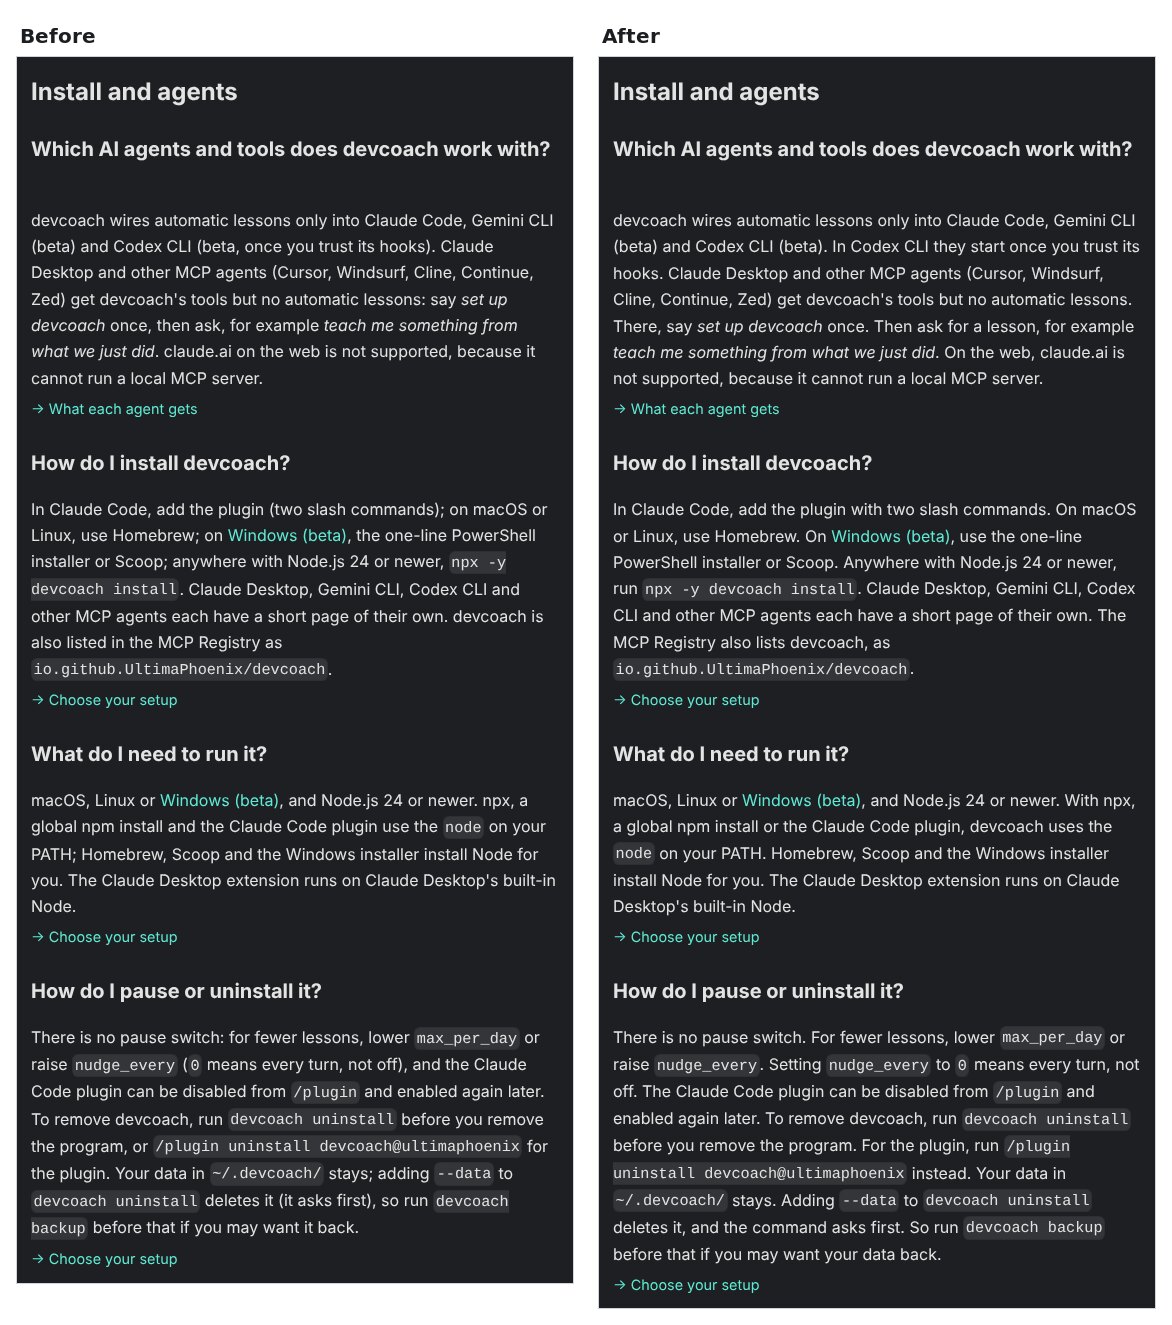 Before
Install and agents
Which AI agents and tools does devcoach work with?
devcoach wires automatic lessons only into Claude Code, Gemini CLI
(beta) and Codex CLI (beta, once you trust its hooks). Claude
Desktop and other MCP agents (Cursor, Windsurf, Cline, Continue,
Zed) get devcoach's tools but no automatic lessons: say set up
devcoach once, then ask, for example teach me something from
what we just did. claude.ai on the web is not supported, because it
cannot run a local MCP server.
→ What each agent gets
How do I install devcoach?
In Claude Code, add the plugin (two slash commands); on macOS or
Linux, use Homebrew; on Windows (beta), the one-line PowerShell
installer or Scoop; anywhere with Node.js 24 or newer, npx -y
devcoach install. Claude Desktop, Gemini CLI, Codex CLI and
other MCP agents each have a short page of their own. devcoach is
also listed in the MCP Registry as
io.github.UltimaPhoenix/devcoach.
→ Choose your setup
What do I need to run it?
macOS, Linux or Windows (beta), and Node.js 24 or newer. npx, a
global npm install and the Claude Code plugin use the node on your
PATH; Homebrew, Scoop and the Windows installer install Node for
you. The Claude Desktop extension runs on Claude Desktop's built-in
Node.
→ Choose your setup
How do I pause or uninstall it?
There is no pause switch: for fewer lessons, lower max_per_day or
raise nudge_every (0 means every turn, not off), and the Claude
Code plugin can be disabled from /plugin and enabled again later.
To remove devcoach, run devcoach uninstall before you remove
the program, or /plugin uninstall devcoach@ultimaphoenix for
the plugin. Your data in ~/.devcoach/ stays; adding --data to
devcoach uninstall deletes it (it asks first), so run devcoach
backup before that if you may want it back.
→ Choose your setup
After
Install and agents
Which AI agents and tools does devcoach work with?
devcoach wires automatic lessons only into Claude Code, Gemini CLI
(beta) and Codex CLI (beta). In Codex CLI they start once you trust its
hooks. Claude Desktop and other MCP agents (Cursor, Windsurf,
Cline, Continue, Zed) get devcoach's tools but no automatic lessons.
There, say set up devcoach once. Then ask for a lesson, for example
teach me something from what we just did. On the web, claude.ai is
not supported, because it cannot run a local MCP server.
→ What each agent gets
How do I install devcoach?
In Claude Code, add the plugin with two slash commands. On macOS
or Linux, use Homebrew. On Windows (beta), use the one-line
PowerShell installer or Scoop. Anywhere with Node.js 24 or newer,
run npx -y devcoach install. Claude Desktop, Gemini CLI, Codex
CLI and other MCP agents each have a short page of their own. The
MCP Registry also lists devcoach, as
io.github.UltimaPhoenix/devcoach.
→ Choose your setup
What do I need to run it?
macOS, Linux or Windows (beta), and Node.js 24 or newer. With npx,
a global npm install or the Claude Code plugin, devcoach uses the
node on your PATH. Homebrew, Scoop and the Windows installer
install Node for you. The Claude Desktop extension runs on Claude
Desktop's built-in Node.
→ Choose your setup
How do I pause or uninstall it?
There is no pause switch. For fewer lessons, lower max_per_day or
raise nudge_every. Setting nudge_every to 0 means every turn, not
off. The Claude Code plugin can be disabled from /plugin and
enabled again later. To remove devcoach, run devcoach uninstall
before you remove the program. For the plugin, run /plugin
uninstall devcoach@ultimaphoenix instead. Your data in
~/.devcoach/ stays. Adding --data to devcoach uninstall
deletes it, and the command asks first. So run devcoach backup
before that if you may want your data back.
→ Choose your setup